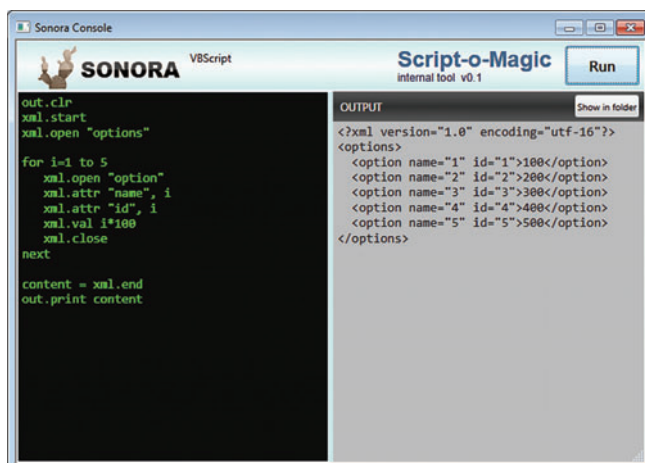 Sonora Console
SONORA
VBScript
Script-o-Magic
internal tool v0.1
Run
out.clr
xml.start
xml.open "options"
for i=1 to 5
xml.open "option"
xml.attr "name", i
xml.attr "id", i
xml.val i*100
xml.close
next
content = xml.end
out.print content
OUTPUT
Show in folder
<?xml version="1.0" encoding="utf-16"?>
<options>
<option name="1" id="1">100</option>
<option name="2" id="2">200</option>
<option name="3" id="3">300</option>
<option name="4" id="4">400</option>
<option name="5" id="5">500</option>
</options>